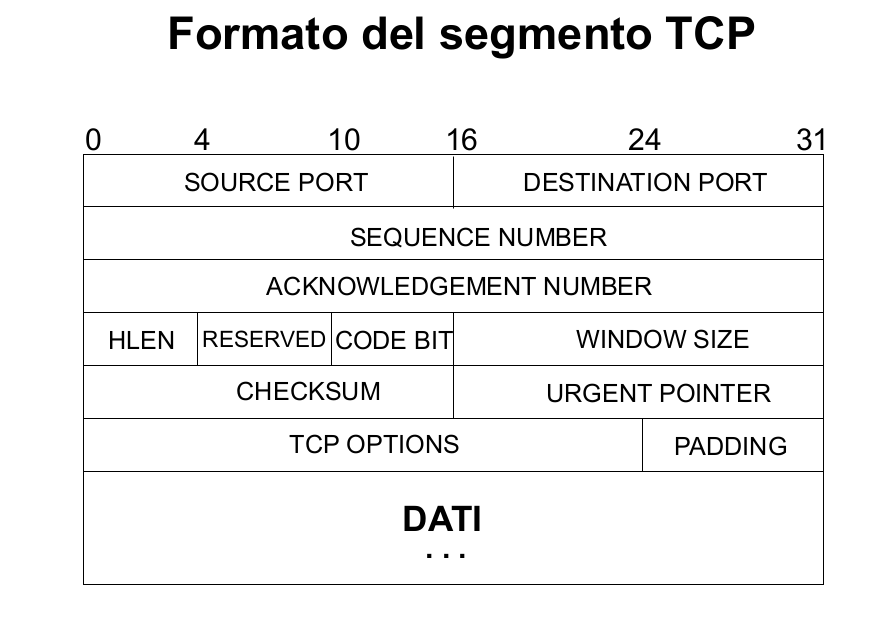 Formato del segmento TCP
0 4 10 16 24 31
SOURCE PORT DESTINATION PORT
SEQUENCE NUMBER
ACKNOWLEDGEMENT NUMBER
HLEN RESERVED CODE BIT WINDOW SIZE
CHECKSUM URGENT POINTER
TCP OPTIONS PADDING
DATI
. . .